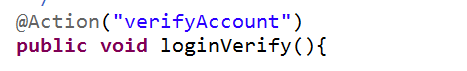 @Action("verifyAccount")
public void loginVerify(){